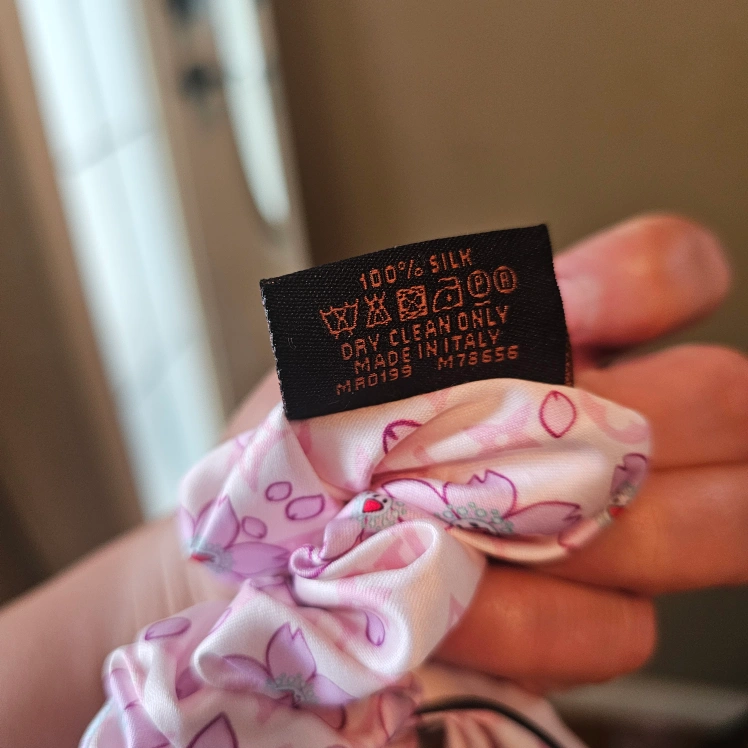 100% SILK
P A
DRY CLEAN ONLY
MADE IN ITALY
MA0199 M78656